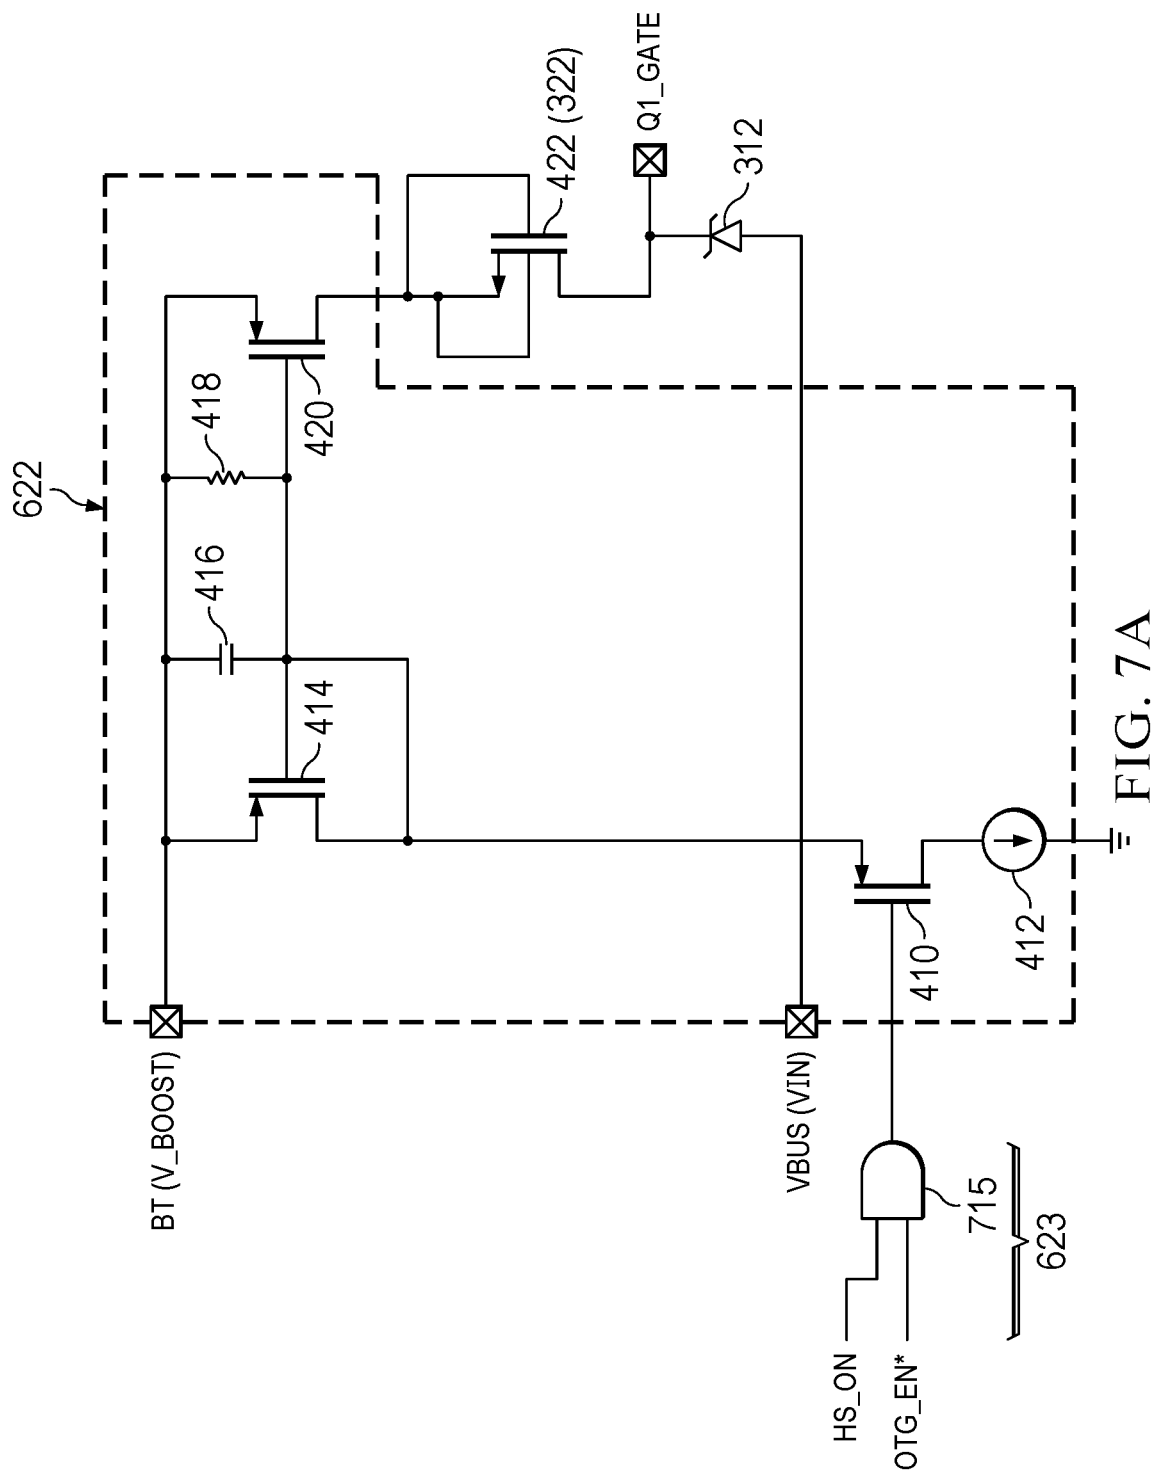 622
BT (V_BOOST)
416
418
414
420
422 (322)
Q1_GATE
312
VBUS (VIN)
HS_ON
OTG_EN*
715
623
410
412
FIG. 7A